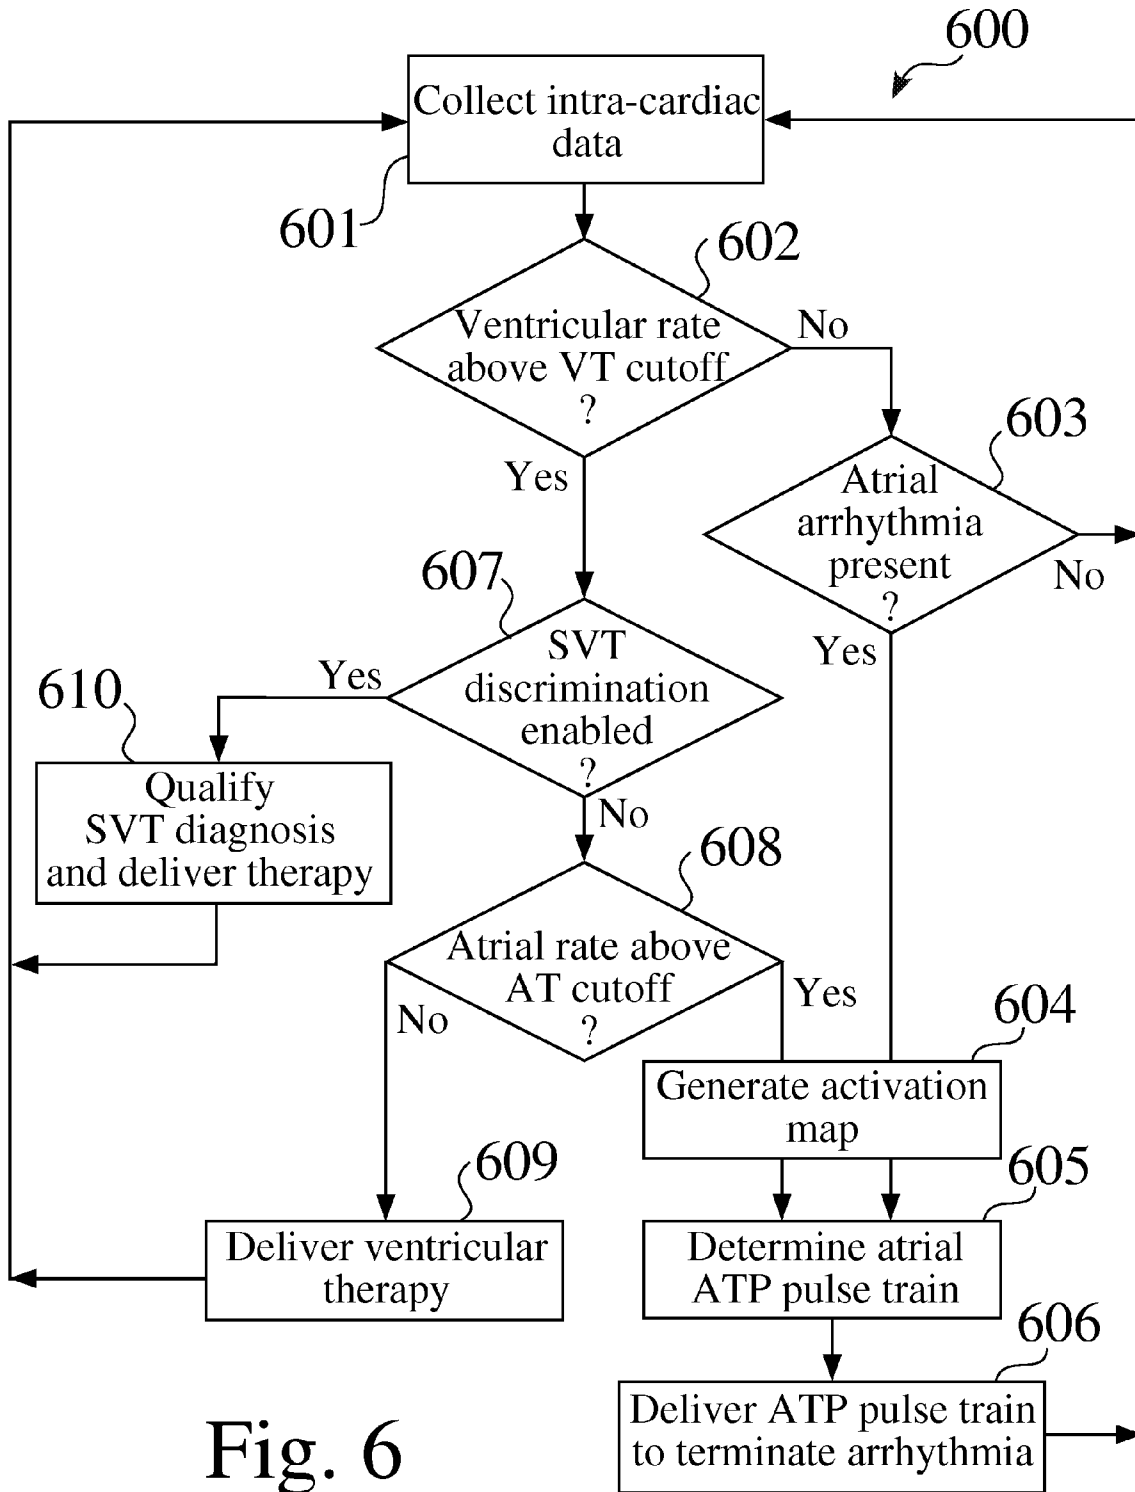 600
Collect intra-cardiac
data
601
602
Ventricular rate
above VT cutoff
?
No
Yes
603
Atrial
arrhythmia
present
?
No
Yes
607
SVT
discrimination
enabled
?
Yes
No
610
Qualify
SVT diagnosis
and deliver therapy
608
Atrial rate above
AT cutoff
?
No
Yes
604
Generate activation
map
609
Deliver ventricular
therapy
605
Determine atrial
ATP pulse train
606
Deliver ATP pulse train
to terminate arrhythmia
Fig. 6